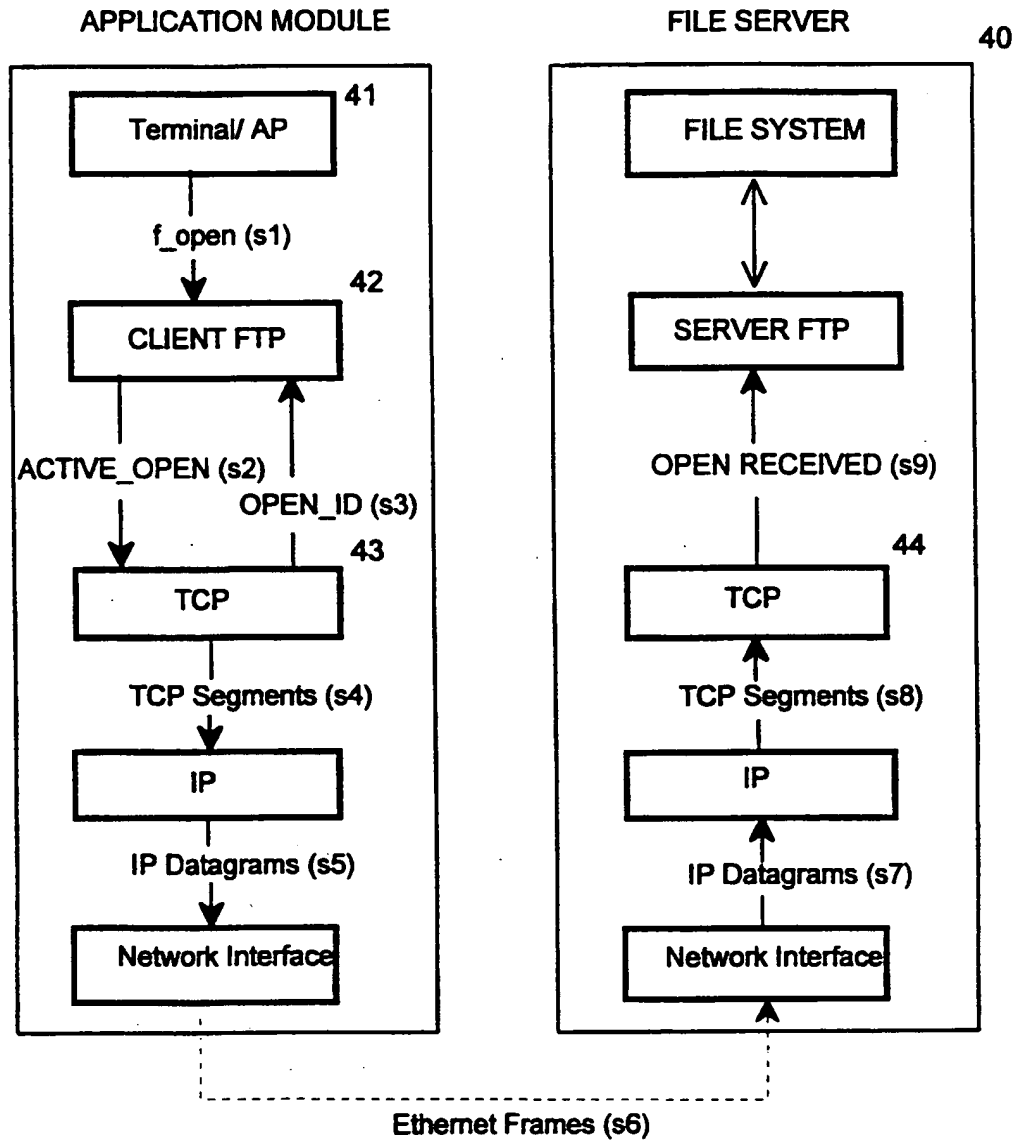 APPLICATION MODULE
FILE SERVER
40
41
Terminal/ AP
f_open (s1)
42
CLIENT FTP
ACTIVE_OPEN (s2)
OPEN_ID (s3)
43
TCP
TCP Segments (s4)
IP
IP Datagrams (s5)
Network Interface
FILE SYSTEM
SERVER FTP
OPEN RECEIVED (s9)
44
TCP
TCP Segments (s8)
IP
IP Datagrams (s7)
Network Interface
Ethernet Frames (s6)